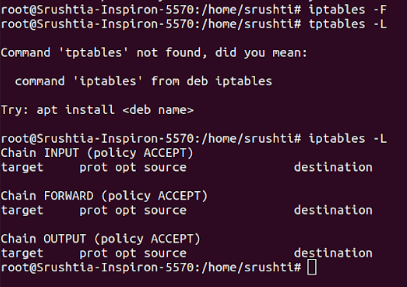 root@Srushtia-Inspiron-5570:/home/srushti# iptables -F
root@Srushtia-Inspiron-5570:/home/srushti# tptables -L
Command 'tptables' not found, did you mean:
command 'iptables' from deb iptables
Try: apt install <deb name>
root@Srushtia-Inspiron-5570:/home/srushti# iptables -L
Chain INPUT (policy ACCEPT)
target prot opt source destination
Chain FORWARD (policy ACCEPT)
target prot opt source destination
Chain OUTPUT (policy ACCEPT)
target prot opt source destination
root@Srushtia-Inspiron-5570:/home/srushti#